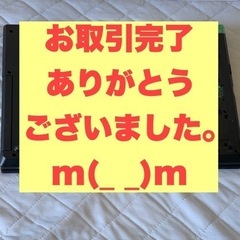 お取引完了
ありがとう
ございました。
m(_ _)m